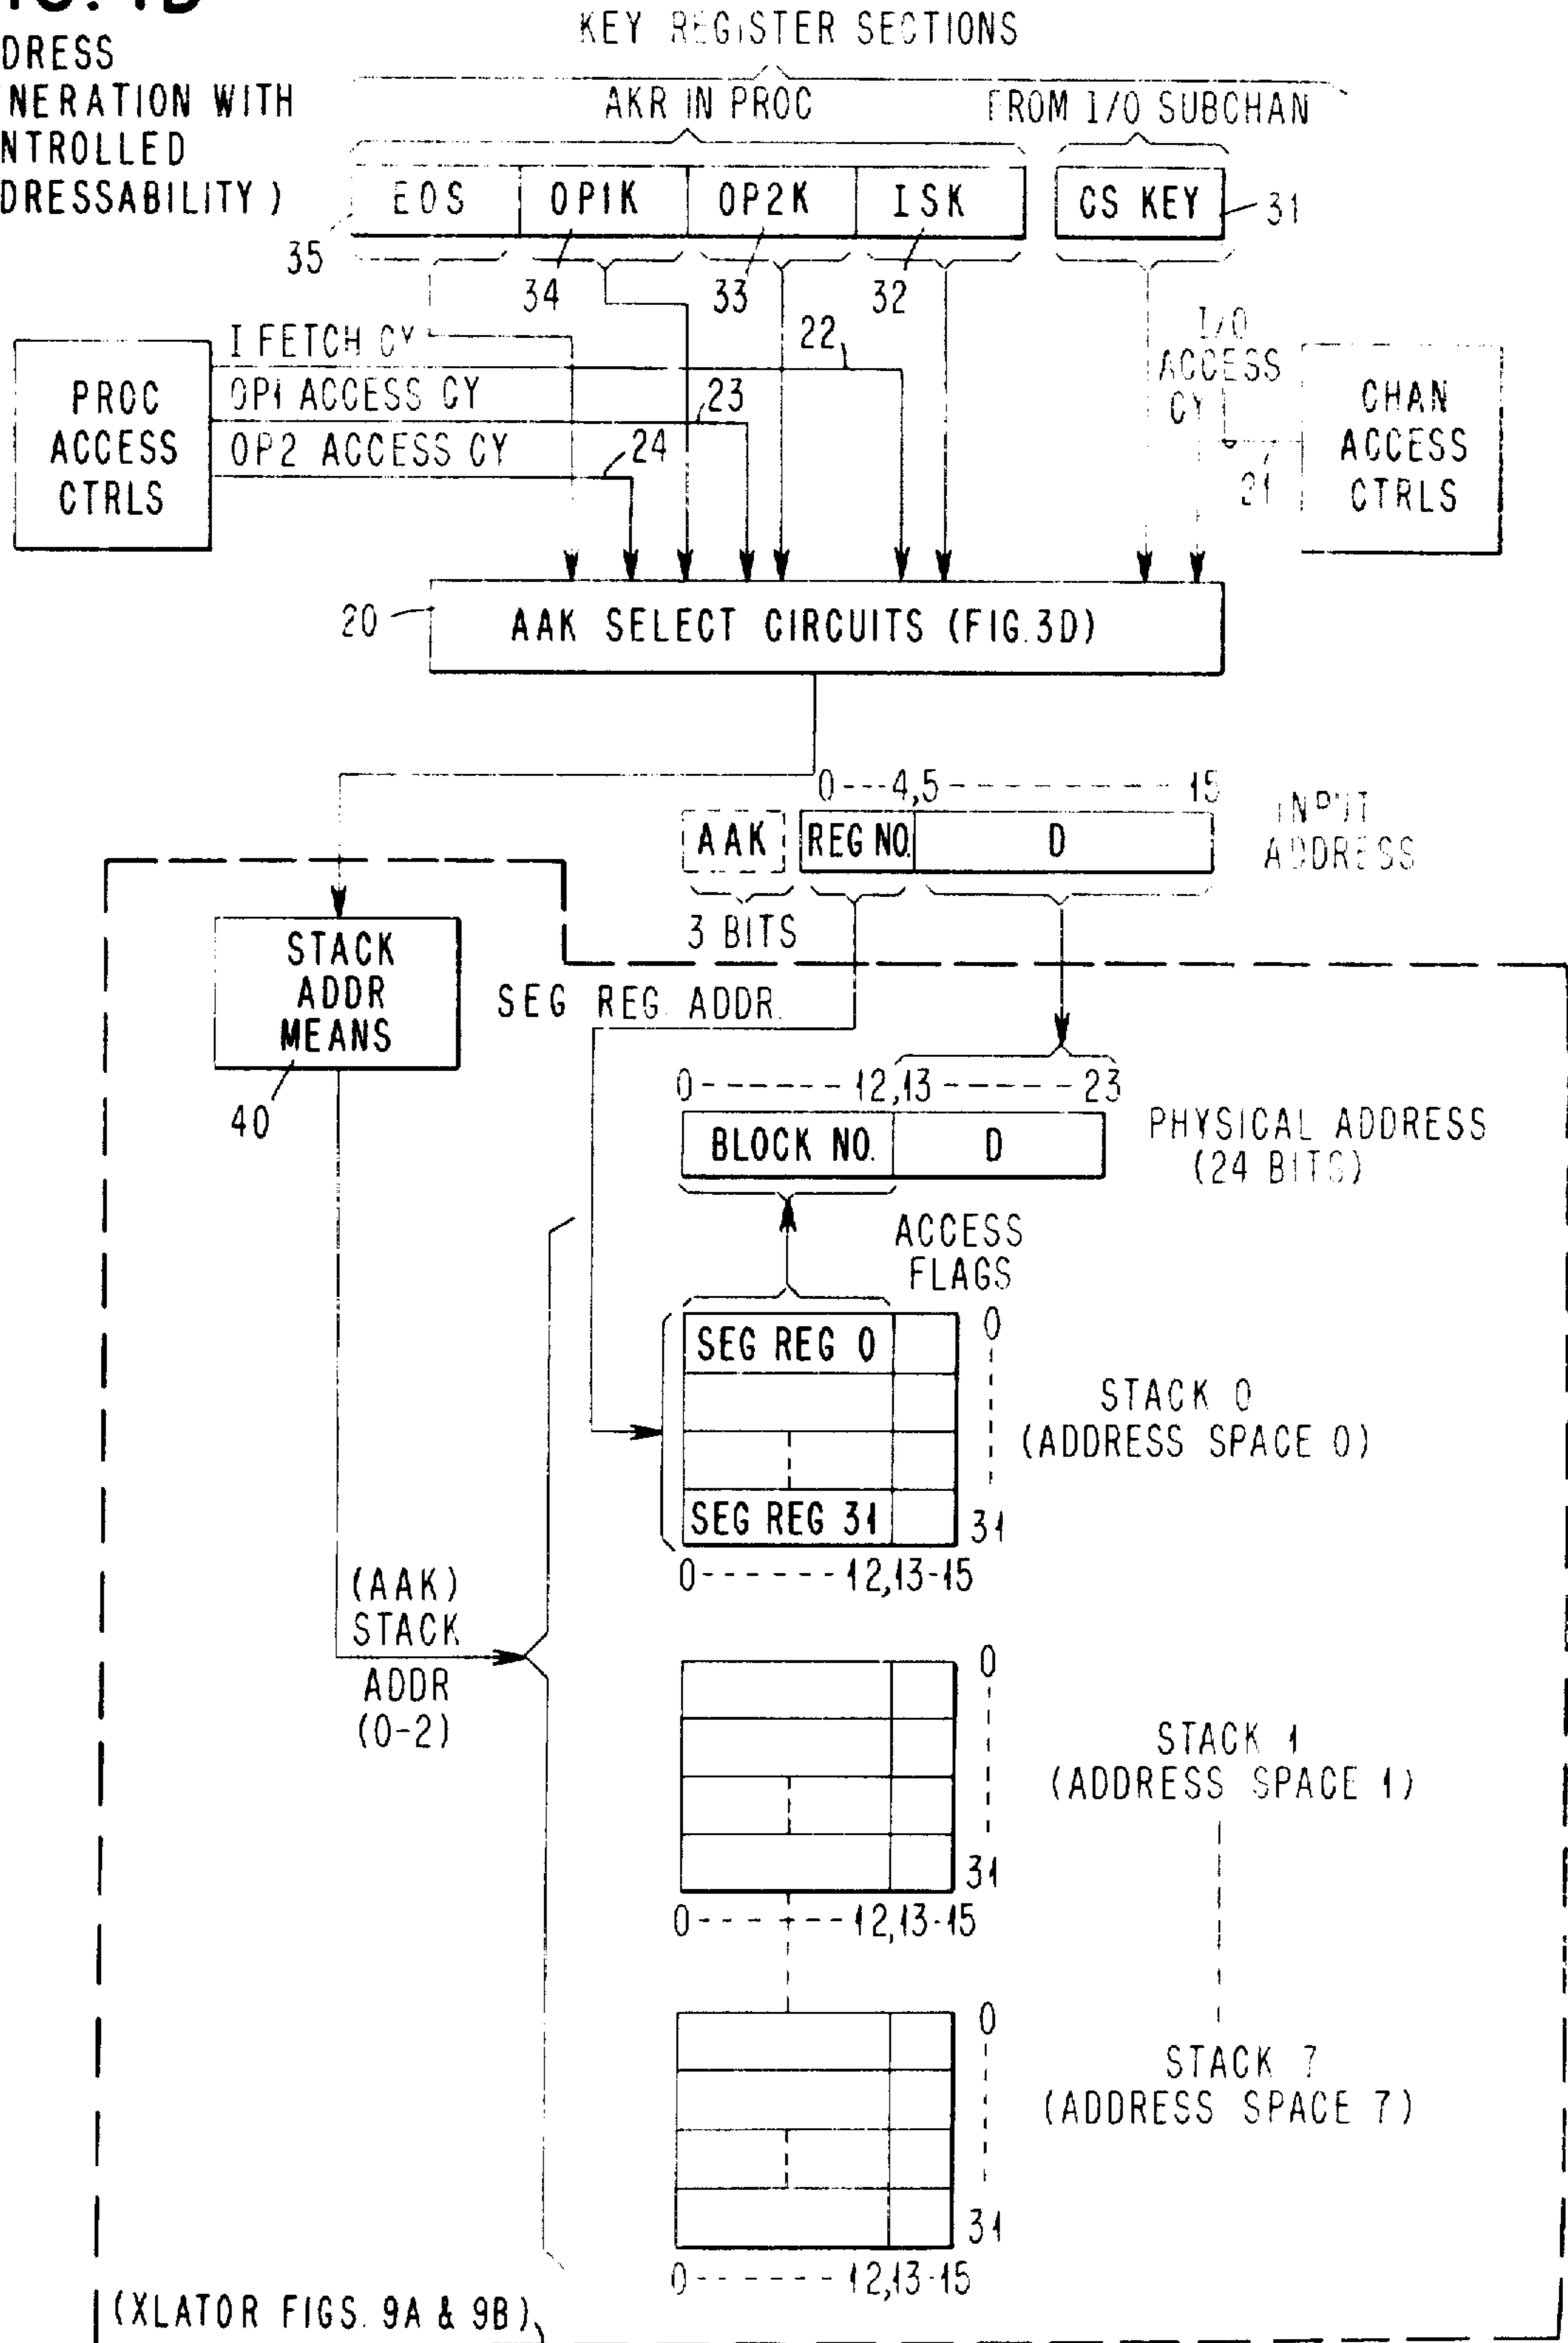 DRESS
NERATION WITH
NTROLLED
DRESSABILITY )
KEY REGISTER SECTIONS
AKR IN PROC
FROM I/O SUBCHAN
EOS
OP1K
OP2K
ISK
CS KEY
31
35
34
33
32
PROC
ACCESS
CTRLS
I FETCH CY
OP1 ACCESS CY
OP2 ACCESS CY
22
23
24
I/O
ACCESS
CY
21
CHAN
ACCESS
CTRLS
20
AAK SELECT CIRCUITS (FIG. 3D)
0---4,5---------15
AAK
REG NO.
D
INPUT
ADDRESS
3 BITS
STACK
ADDR
MEANS
40
SEG REG. ADDR.
0------12,13-----23
BLOCK NO.
D
PHYSICAL ADDRESS
(24 BITS)
ACCESS
FLAGS
SEG REG 0
SEG REG 31
0
31
0------12,13-15
STACK 0
(ADDRESS SPACE 0)
(AAK)
STACK
ADDR
(0-2)
0
31
0------12,13-15
STACK 1
(ADDRESS SPACE 1)
0
31
0------12,13-15
STACK 7
(ADDRESS SPACE 7)
(XLATOR FIGS. 9A & 9B)